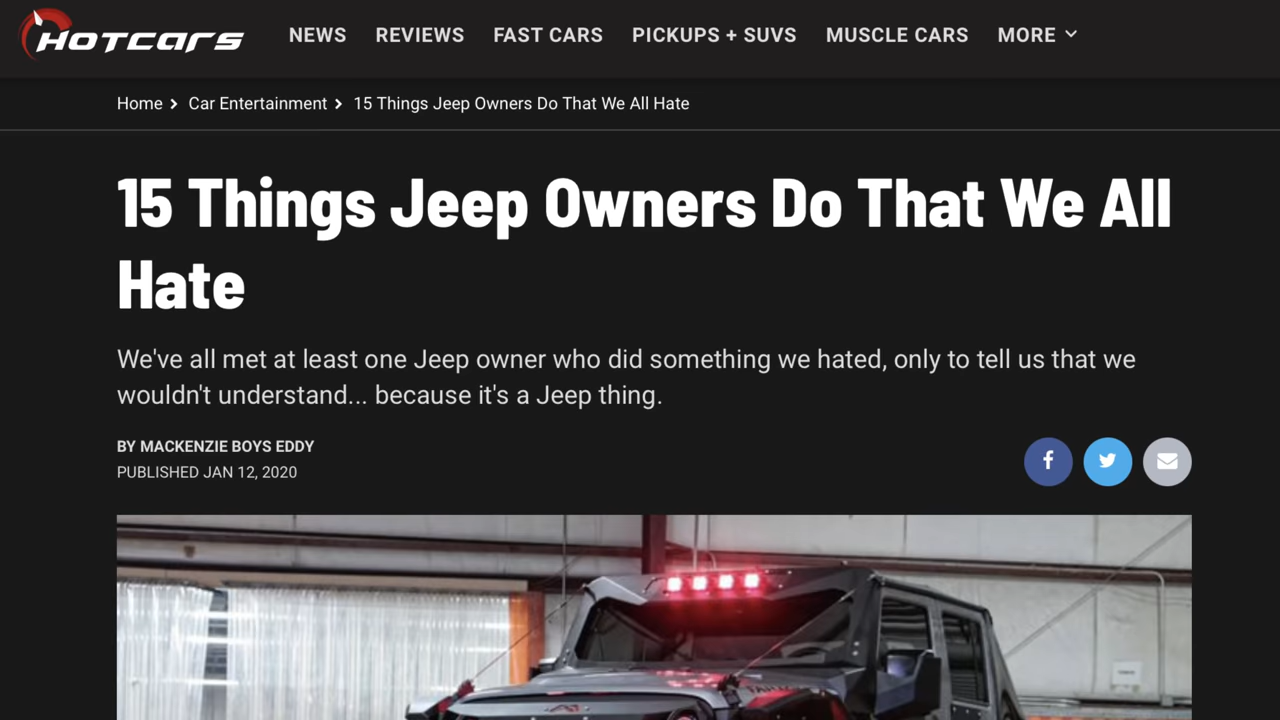 HOTCARS NEWS REVIEWS FAST CARS PICKUPS + SUVS MUSCLE CARS MORE
Home > Car Entertainment > 15 Things Jeep Owners Do That We All Hate
15 Things Jeep Owners Do That We All
Hate
We've all met at least one Jeep owner who did something we hated, only to tell us that we
wouldn't understand... because it's a Jeep thing.
BY MACKENZIE BOYS EDDY
PUBLISHED JAN 12, 2020